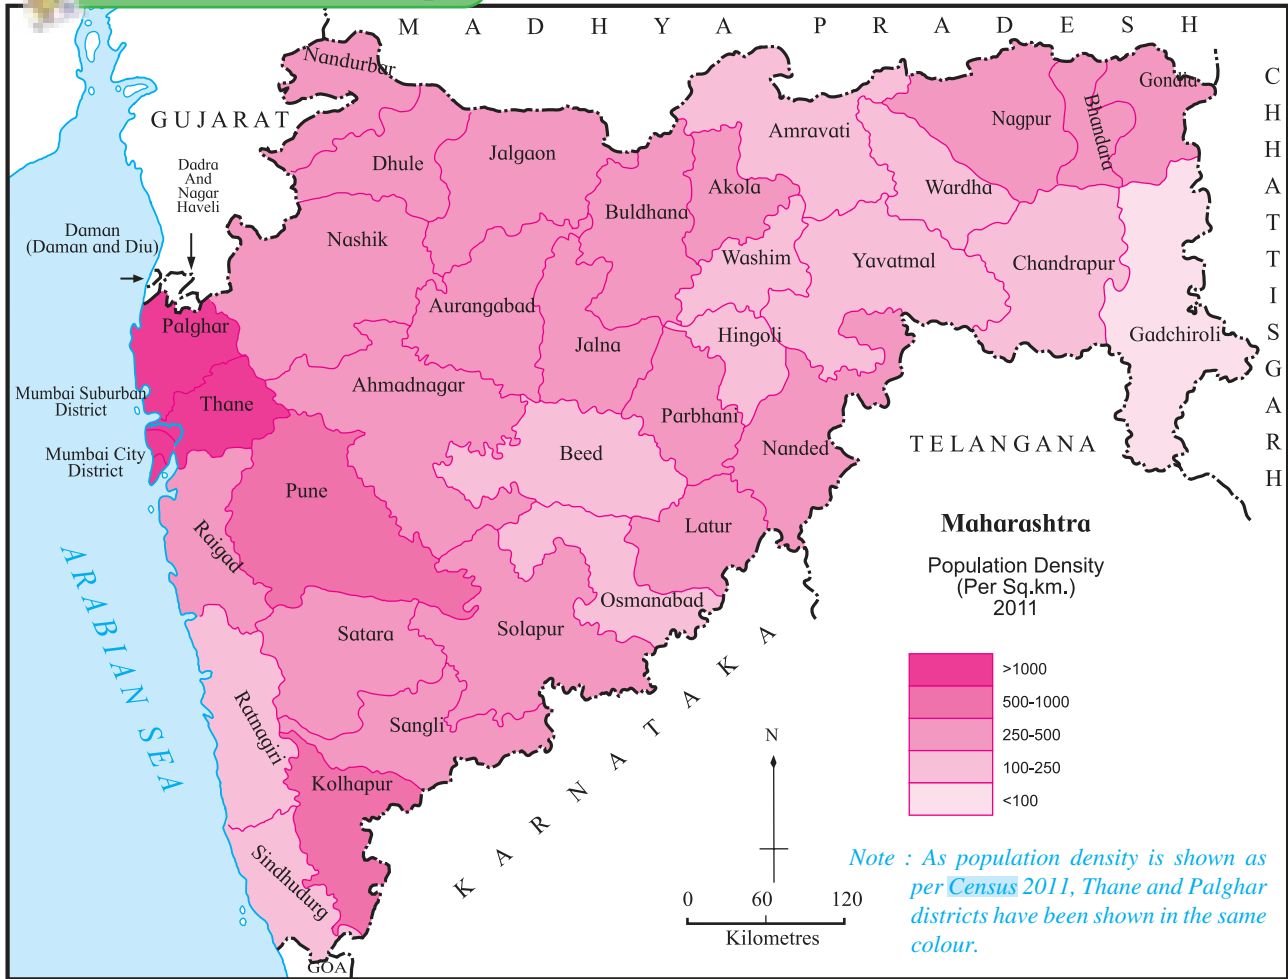 M A D H Y A P R A D E S H
CHHATTISGARH
GUJARAT
Dadra
And
Nagar
Haveli
Daman
(Daman and Diu)
Nandurbar
Dhule
Jalgaon
Nashik
Buldhana
Akola
Amravati
Wardha
Nagpur
Bhandara
Gondia
Washim
Yavatmal
Chandrapur
Gadchiroli
Aurangabad
Jalna
Hingoli
Palghar
Thane
Mumbai Suburban
District
Mumbai City
District
Ahmadnagar
Parbhani
Nanded
Beed
Pune
Latur
Raigad
Osmanabad
Satara
Solapur
Sangli
Ratnagiri
Kolhapur
Sindhudurg
GOA
ARABIAN SEA
KARNATAKA
TELANGANA
Maharashtra
Population Density
(Per Sq.km.)
2011
>1000
500-1000
250-500
100-250
<100
N
0 60 120
Kilometres
Note : As population density is shown as
per Census 2011, Thane and Palghar
districts have been shown in the same
colour.